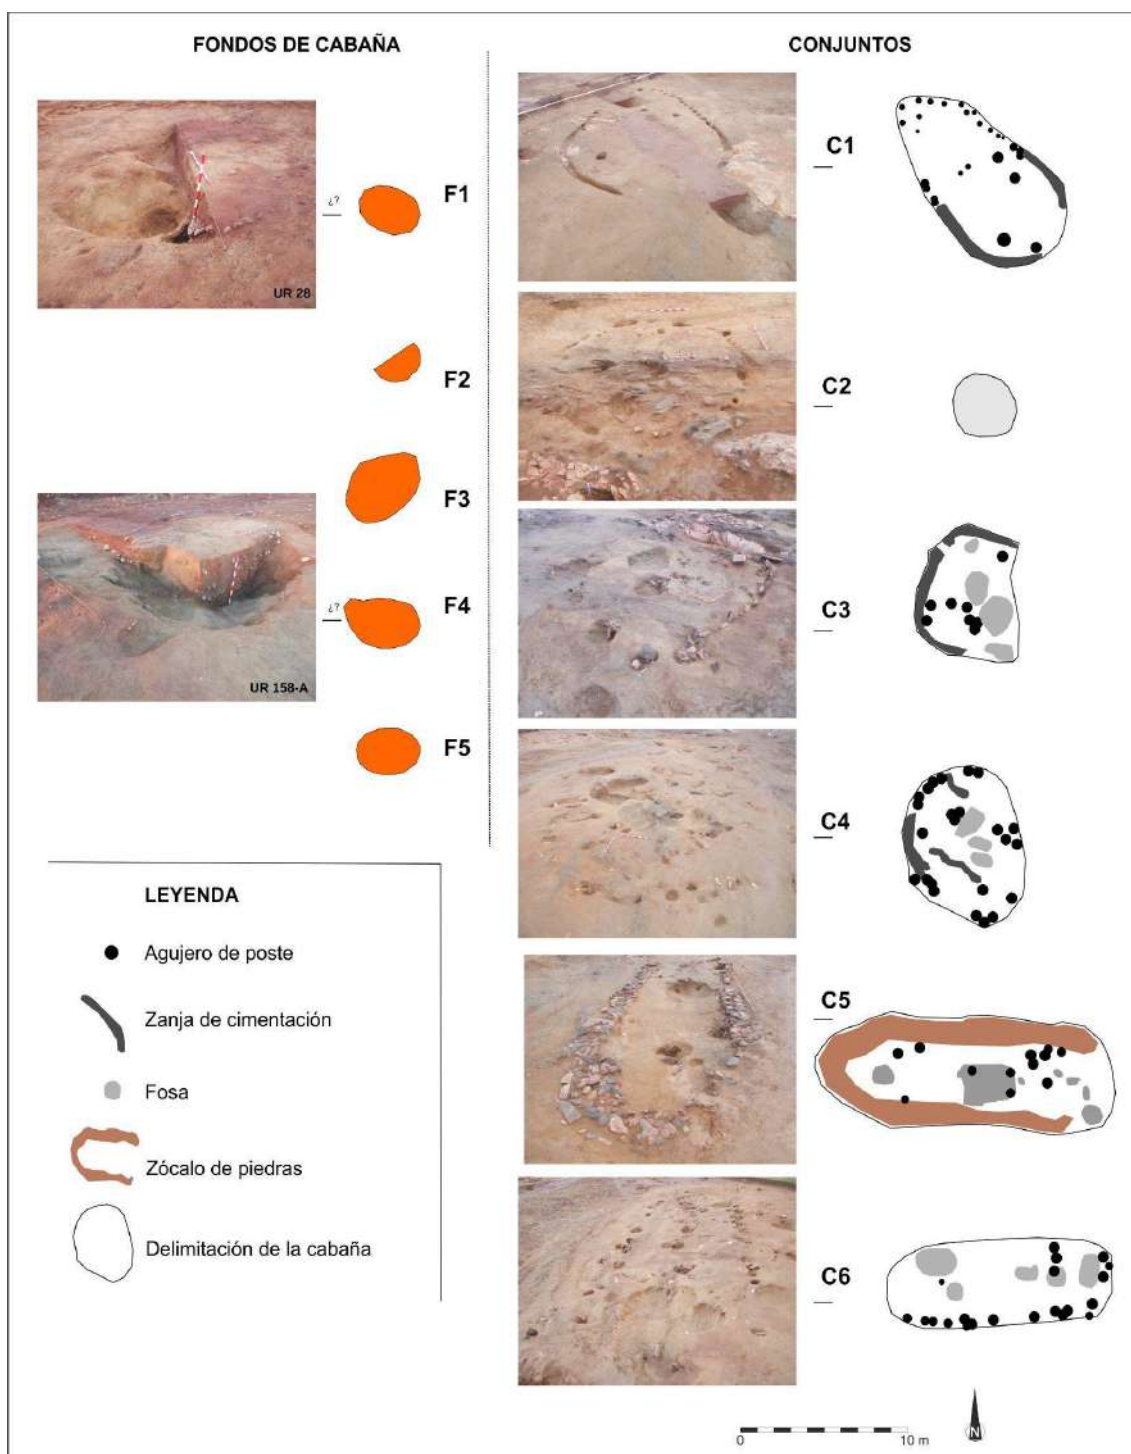 FONDOS DE CABAÑA
¿?
F1
UR 28
F2
F3
¿?
F4
UR 158-A
F5
CONJUNTOS
C1
C2
C3
C4
C5
C6
LEYENDA
Agujero de poste
Zanja de cimentación
Fosa
Zócalo de piedras
Delimitación de la cabaña
0
10 m
N